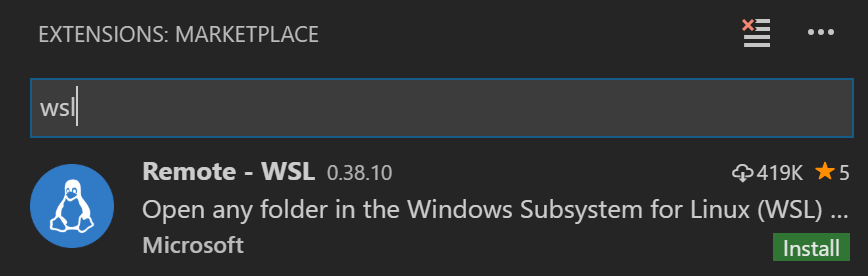 EXTENSIONS: MARKETPLACE
wsl
Remote - WSL 0.38.10 419K 5
Open any folder in the Windows Subsystem for Linux (WSL) ...
Microsoft Install